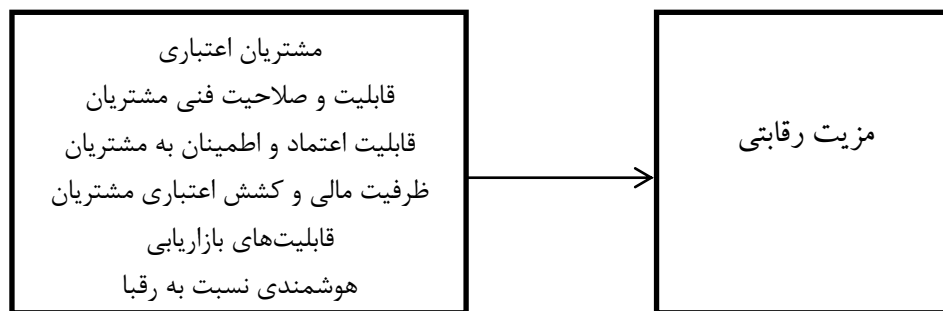 مشتریان اعتباری
قابلیت و صلاحیت فنی مشتریان
قابلیت اعتماد و اطمینان به مشتریان
ظرفیت مالی و کشش اعتباری مشتریان
قابلیت‌های بازاریابی
هوشمندی نسبت به رقبا
مزیت رقابتی